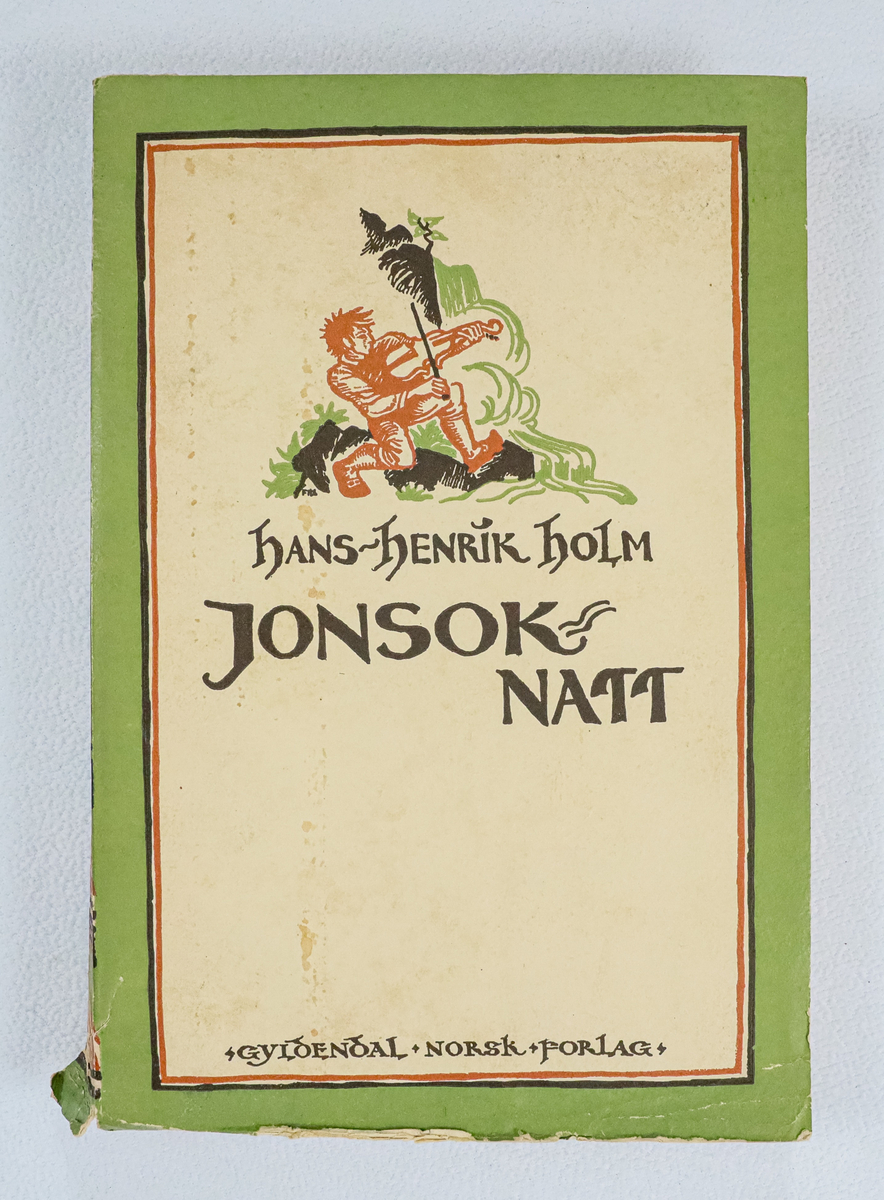 HANS~HENRIK HOLM
JONSOK~
NATT
GYLDENDAL · NORSK · FORLAG